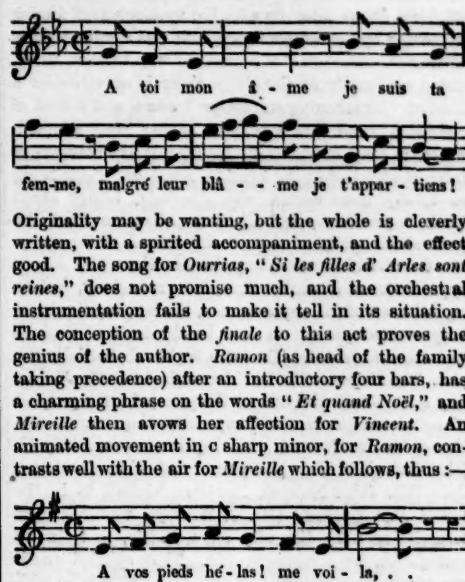 A toi mon â - me je suis ta
fem-me, malgré leur blâ - - me je t'appar - tiens!
Originality may be wanting, but the whole is cleverly
written, with a spirited accompaniment, and the effect
good. The song for Ourrias, “Si les filles d' Arles sont
reines,” does not promise much, and the orchestral
instrumentation fails to make it tell in its situation.
The conception of the finale to this act proves the
genius of the author. Ramon (as head of the family
taking precedence) after an introductory four bars, has
a charming phrase on the words “Et quand Noël,” and
Mireille then avows her affection for Vincent. An
animated movement in C sharp minor, for Ramon, con-
trasts well with the air for Mireille which follows, thus :—
A vos pieds hé - las! me voi - la, . .